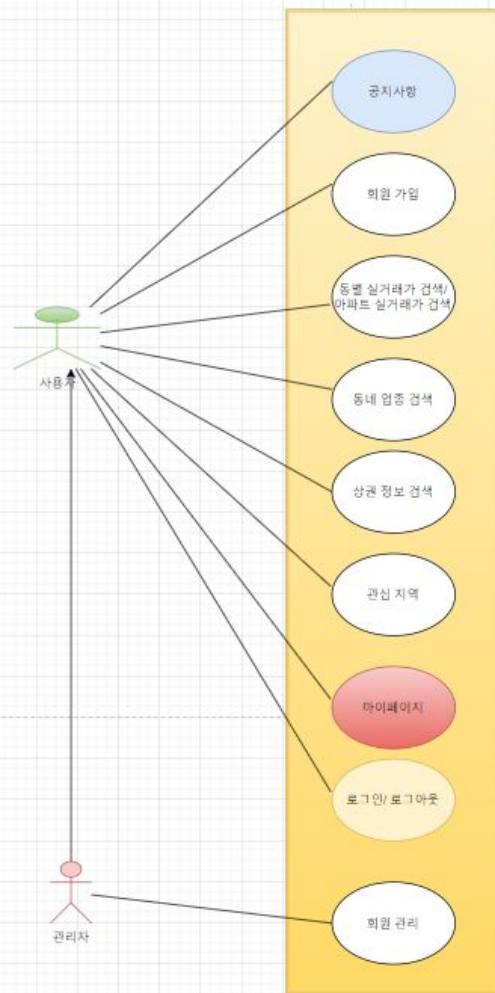 공지사항
회원 가입
동별 실거래가 검색/
아파트 실거래가 검색
사용자
동네 업종 검색
상권 정보 검색
관심 지역
마이페이지
로그인/ 로그아웃
회원 관리
관리자